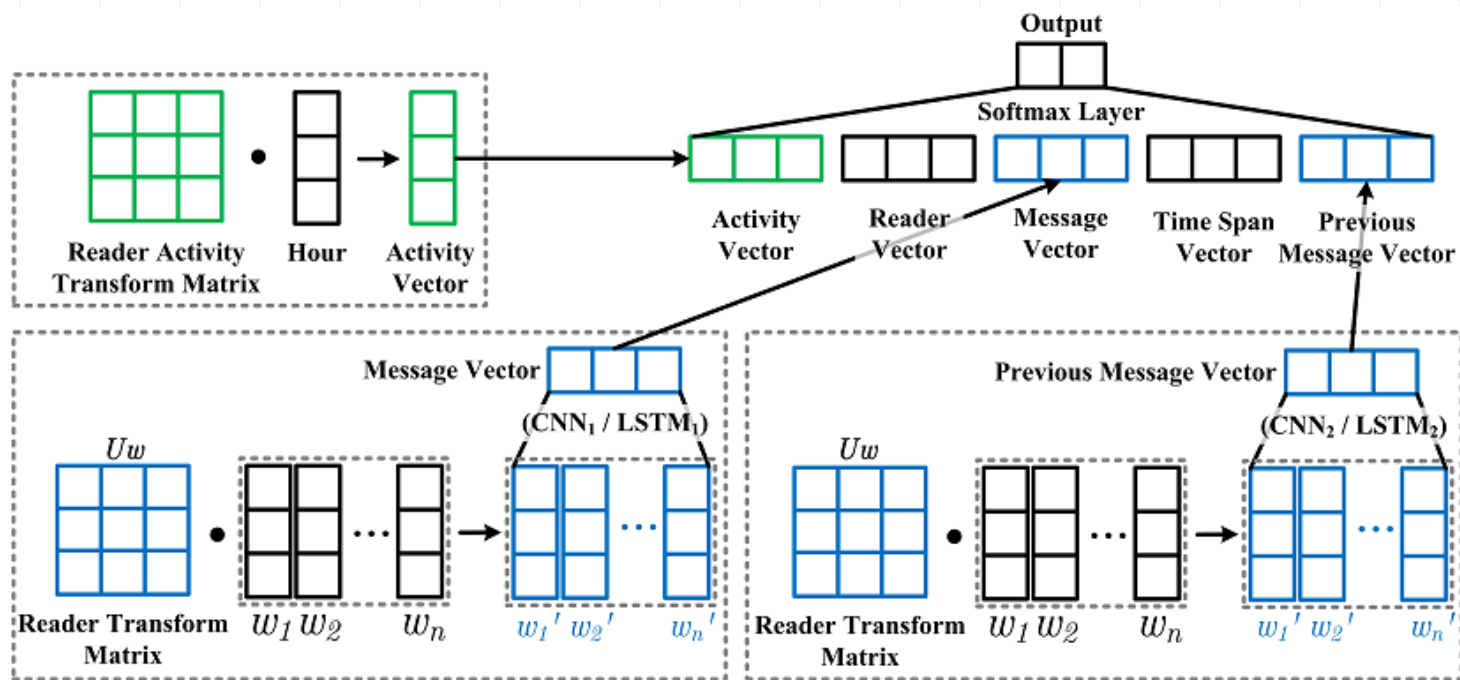 Output
Softmax Layer
Reader Activity
Transform Matrix
Hour
Activity
Vector
Activity
Vector
Reader
Vector
Message
Vector
Time Span
Vector
Previous
Message Vector
Message Vector
(CNN₁ / LSTM₁)
Uw
...
...
Reader Transform
Matrix
w₁ w₂ wₙ
w₁' w₂' wₙ'
Previous Message Vector
(CNN₂ / LSTM₂)
Uw
...
...
Reader Transform
Matrix
w₁ w₂ wₙ
w₁' w₂' wₙ'